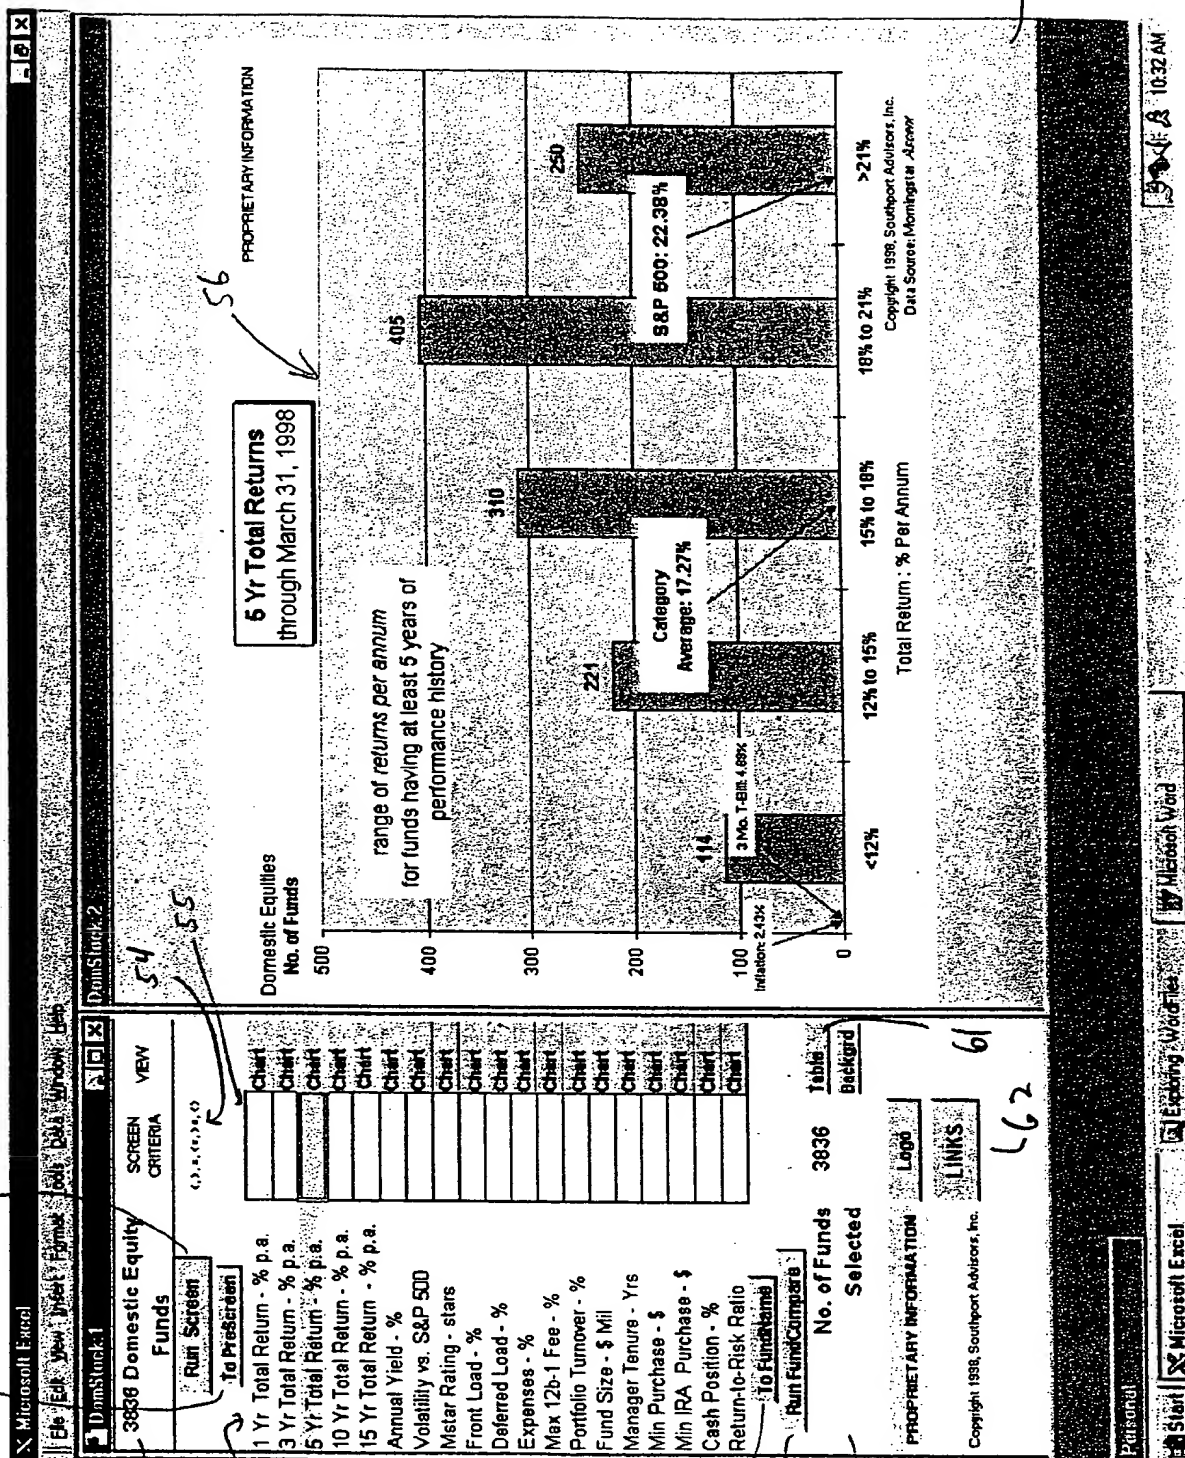 Microsoft Excel
File Edit View Insert Format Tools Data Window Help
DomStock.1
3836 Domestic Equity
Funds
SCREEN
CRITERIA
VIEW
54
55
Run Screen
To PreScreen
1 Yr Total Return - % p.a. Chart
3 Yr Total Return - % p.a. Chart
5 Yr Total Return - % p.a. Chart
10 Yr Total Return - % p.a. Chart
15 Yr Total Return - % p.a. Chart
Annual Yield - % Chart
Volatility vs. S&P 500 Chart
Mstar Rating - stars Chart
Front Load - % Chart
Deferred Load - % Chart
Expenses - % Chart
Max 12b-1 Fee - % Chart
Portfolio Turnover - % Chart
Fund Size - $ Mil Chart
Manager Tenure - Yrs Chart
Min Purchase - $ Chart
Min IRA Purchase - $ Chart
Cash Position - % Chart
Return-to-Risk Ratio Chart
To FundName
Run FundCompare
No. of Funds 3836
Selected
Table
Backgrd
61
PROPRIETARY INFORMATION
Logo
LINKS
62
Copyright 1998, Southport Advisors, Inc.
DomStock.2
5 Yr Total Returns
through March 31, 1998
56
PROPRIETARY INFORMATION
Domestic Equities
No. of Funds
range of returns per annum
for funds having at least 5 years of
performance history
500
400
300
200
100
0
114
221
310
405
250
3 Mo. T-Bill: 4.69%
Inflation: 2.43%
Category
Average: 17.27%
S&P 500: 22.38%
<12%
12% to 15%
15% to 18%
18% to 21%
>21%
Total Return : % Per Annum
Copyright 1998, Southport Advisors, Inc.
Data Source: Morningstar
Start
Microsoft Excel
Exploring - WordFiles
Microsoft Word
10:32 AM